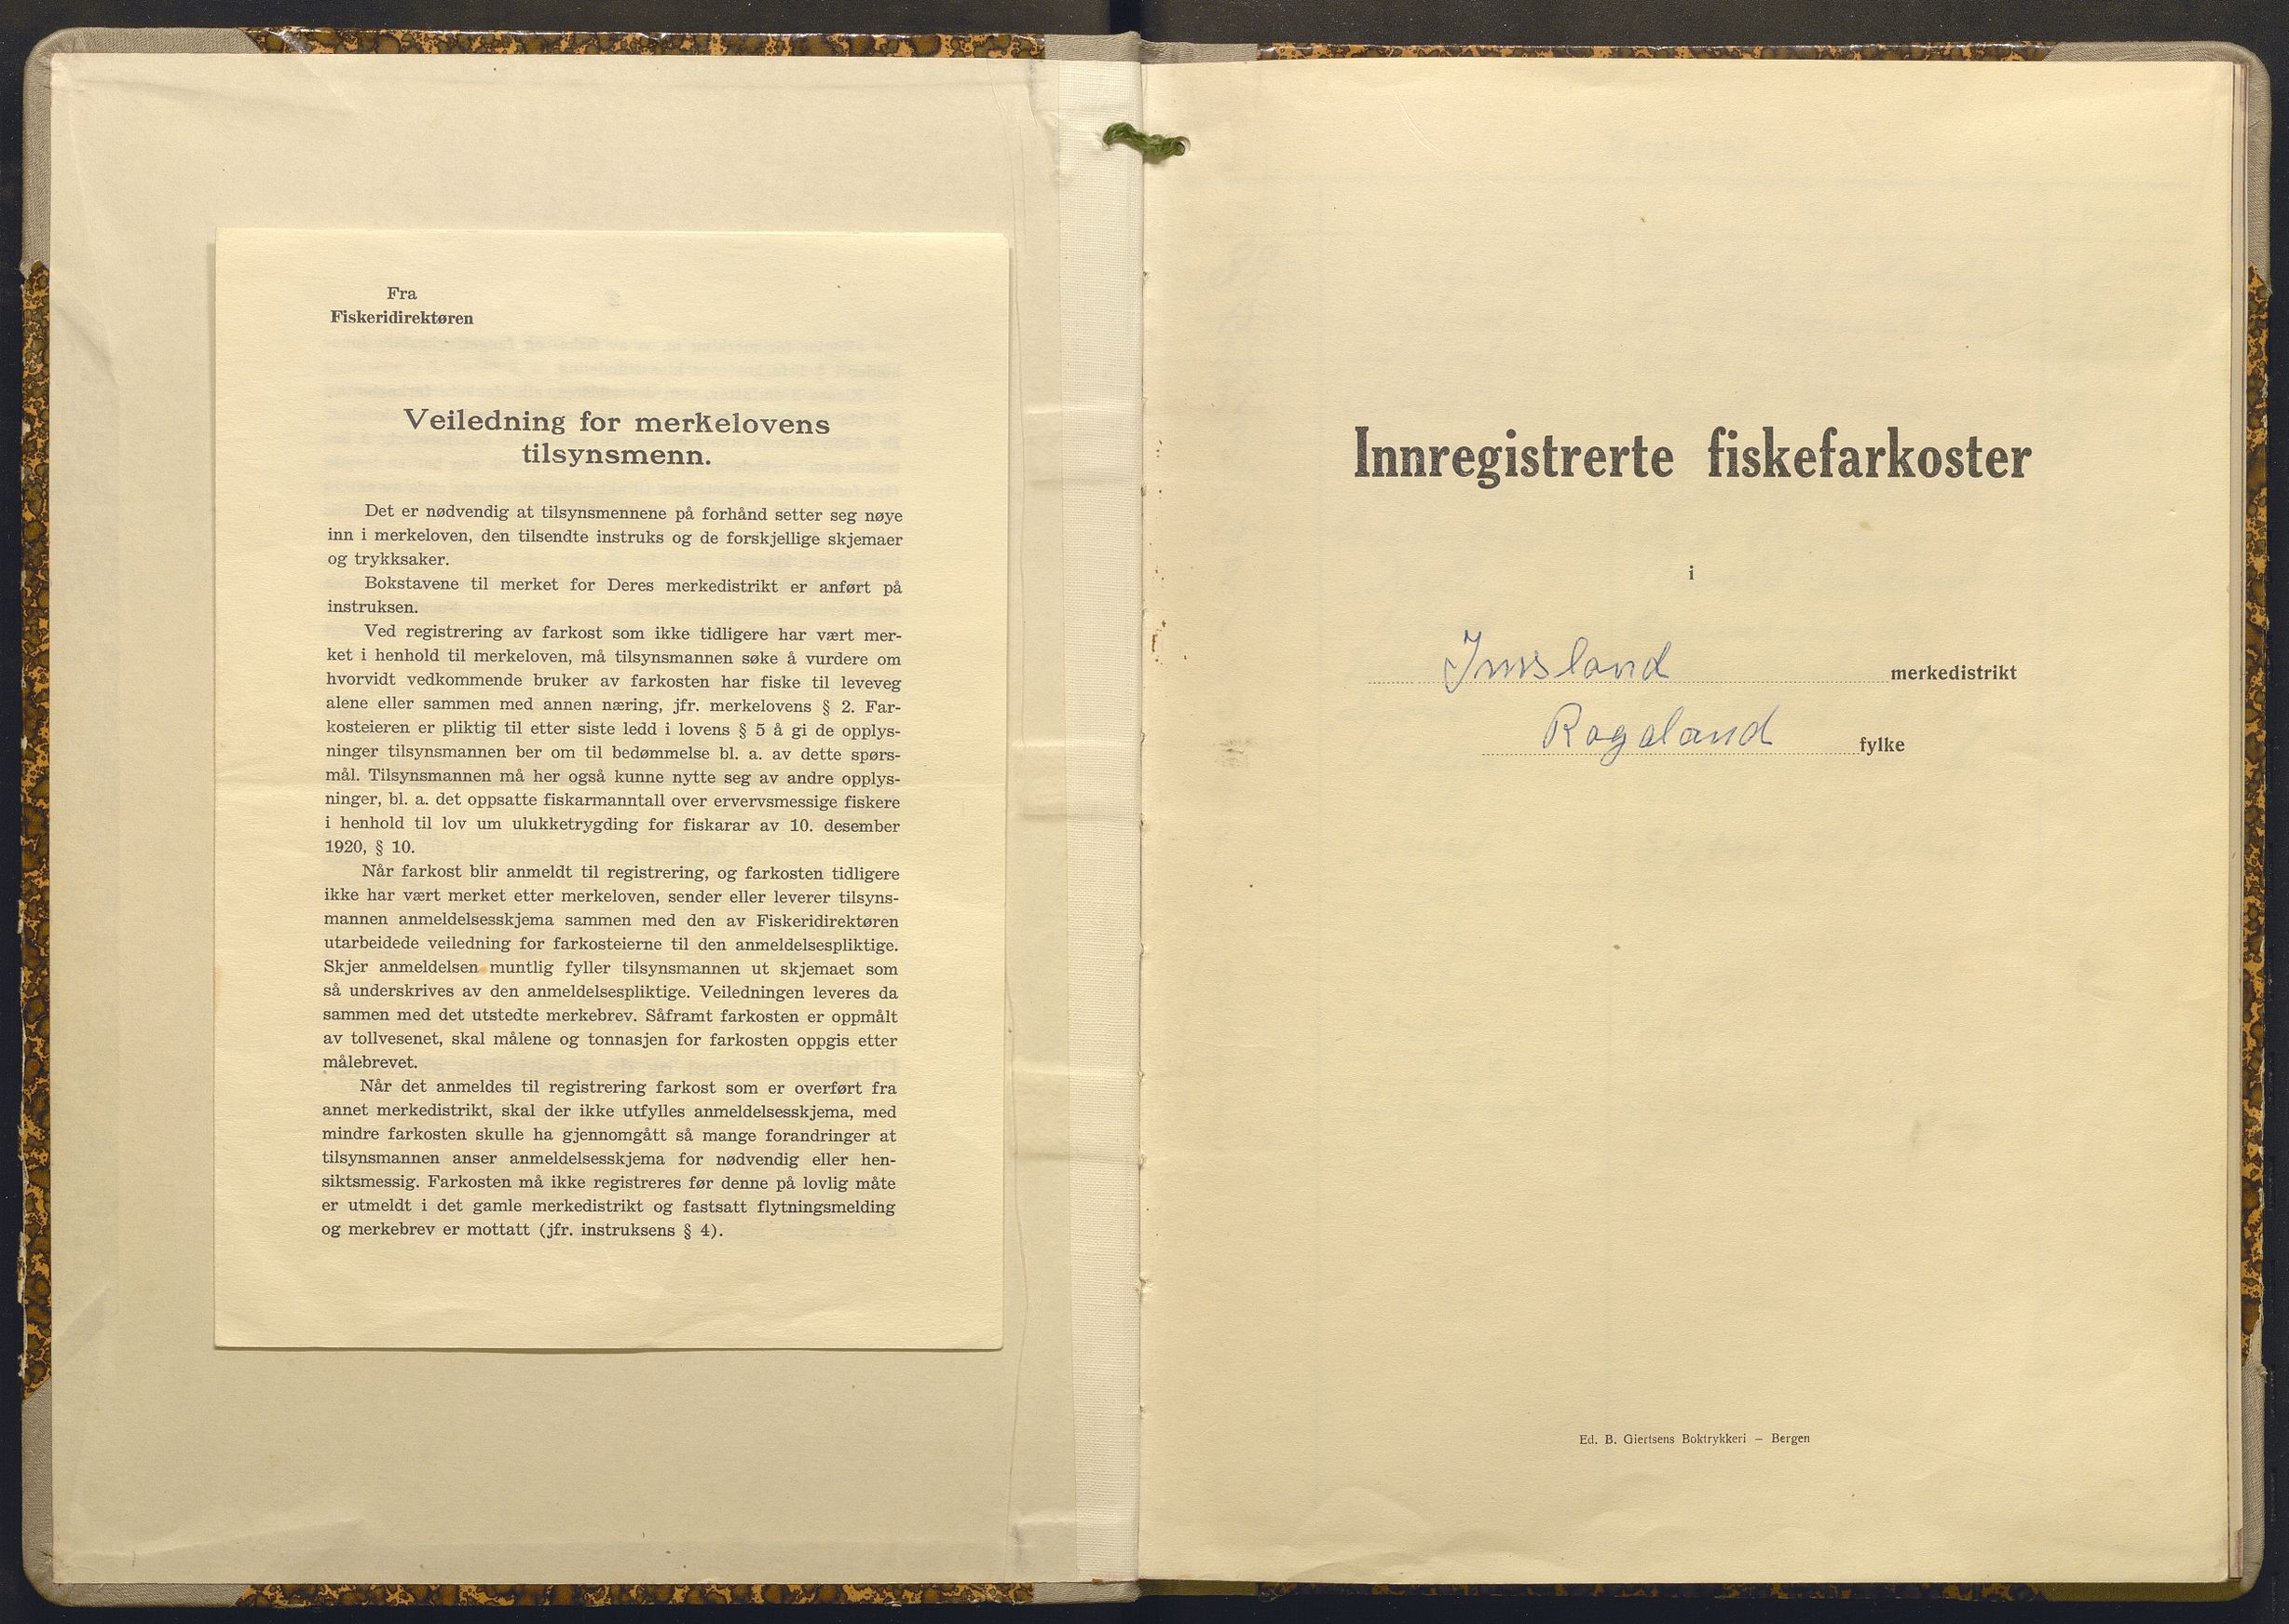 Fra
Fiskeridirektøren
Veiledning for merkelovens
tilsynsmenn.
Det er nødvendig at tilsynsmennene på forhånd setter seg nøye
inn i merkeloven, den tilsendte instruks og de forskjellige skjemaer
og trykksaker.
Bokstavene til merket for Deres merkedistrikt er anført på
instruksen.
Ved registrering av farkost som ikke tidligere har vært mer-
ket i henhold til merkeloven, må tilsynsmannen søke å vurdere om
hvorvidt vedkommende bruker av farkosten har fiske til leveveg
alene eller sammen med annen næring, jfr. merkelovens § 2. Far-
kosteieren er pliktig til etter siste ledd i lovens § 5 å gi de opplys-
ninger tilsynsmannen ber om til bedømmelse bl. a. av dette spørs-
mål. Tilsynsmannen må her også kunne nytte seg av andre opplys-
ninger, bl. a. det oppsatte fiskarmanntall over ervervsmessige fiskere
i henhold til lov um ulukketrygding for fiskarar av 10. desember
1920, § 10.
Når farkost blir anmeldt til registrering, og farkosten tidligere
ikke har vært merket etter merkeloven, sender eller leverer tilsyns-
mannen anmeldelsesskjema sammen med den av Fiskeridirektøren
utarbeidede veiledning for farkosteierne til den anmeldelsespliktige.
Skjer anmeldelsen muntlig fyller tilsynsmannen ut skjemaet som
så underskrives av den anmeldelsespliktige. Veiledningen leveres da
sammen med det utstedte merkebrev. Såframt farkosten er oppmålt
av tollvesenet, skal målene og tonnasjen for farkosten oppgis etter
målebrevet.
Når det anmeldes til registrering farkost som er overført fra
annet merkedistrikt, skal der ikke utfylles anmeldelsesskjema, med
mindre farkosten skulle ha gjennomgått så mange forandringer at
tilsynsmannen anser anmeldelsesskjema for nødvendig eller hen-
siktsmessig. Farkosten må ikke registreres før denne på lovlig måte
er utmeldt i det gamle merkedistrikt og fastsatt flytningsmelding
og merkebrev er mottatt (jfr. instruksens § 4).
Innregistrerte fiskefarkoster
i
Imsland merkedistrikt
Rogaland fylke
Ed. B. Giertsens Boktrykkeri – Bergen